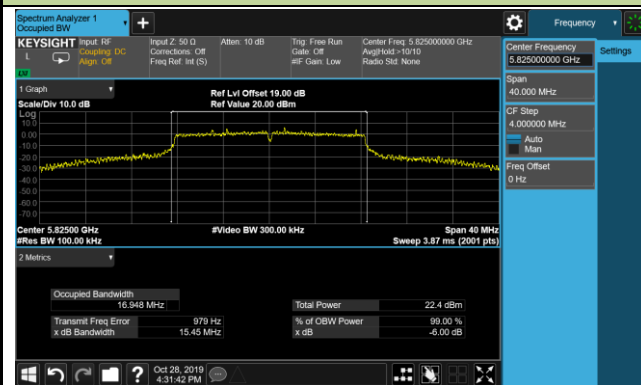 Spectrum Analyzer 1
Occupied BW
Frequency
KEYSIGHT
L
Input: RF
Coupling: DC
Align: Off
Input Z: 50 Ω
Corrections: Off
Freq Ref: Int (S)
Atten: 10 dB
Trig: Free Run
Gate: Off
#IF Gain: Low
Center Freq: 5.825000000 GHz
Avg|Hold:>10/10
Radio Std: None
1 Graph
Scale/Div 10.0 dB
Ref Lvl Offset 19.00 dB
Ref Value 20.00 dBm
Log
10.0
0.00
-10.0
-20.0
-30.0
-40.0
-50.0
-60.0
-70.0
Center 5.82500 GHz
#Res BW 100.00 kHz
#Video BW 300.00 kHz
Span 40 MHz
Sweep 3.87 ms (2001 pts)
2 Metrics
Occupied Bandwidth
16.948 MHz
Transmit Freq Error 979 Hz
x dB Bandwidth 15.45 MHz
Total Power 22.4 dBm
% of OBW Power 99.00 %
x dB -6.00 dB
Oct 28, 2019
4:31:42 PM
?
Center Frequency
5.825000000 GHz
Span
40.000 MHz
CF Step
4.000000 MHz
Auto
Man
Freq Offset
0 Hz
Settings